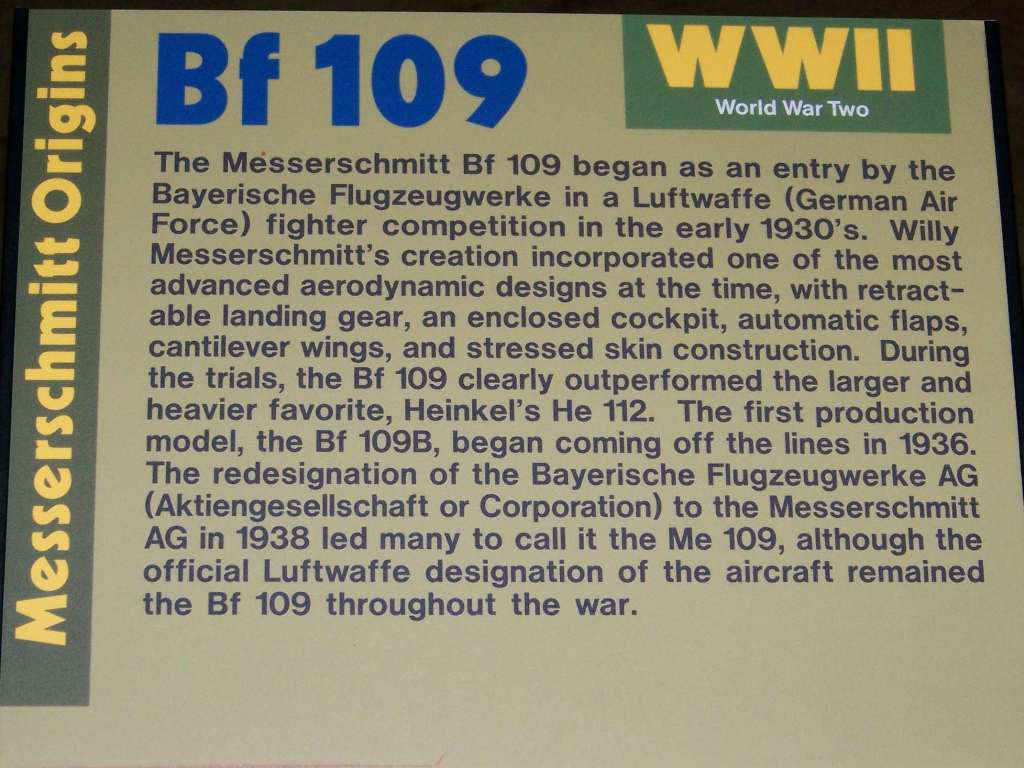 Messerschmitt Origins
Bf 109
WWII
World War Two
The Messerschmitt Bf 109 began as an entry by the
Bayerische Flugzeugwerke in a Luftwaffe (German Air
Force) fighter competition in the early 1930's. Willy
Messerschmitt's creation incorporated one of the most
advanced aerodynamic designs at the time, with retract-
able landing gear, an enclosed cockpit, automatic flaps,
cantilever wings, and stressed skin construction. During
the trials, the Bf 109 clearly outperformed the larger and
heavier favorite, Heinkel's He 112. The first production
model, the Bf 109B, began coming off the lines in 1936.
The redesignation of the Bayerische Flugzeugwerke AG
(Aktiengesellschaft or Corporation) to the Messerschmitt
AG in 1938 led many to call it the Me 109, although the
official Luftwaffe designation of the aircraft remained
the Bf 109 throughout the war.